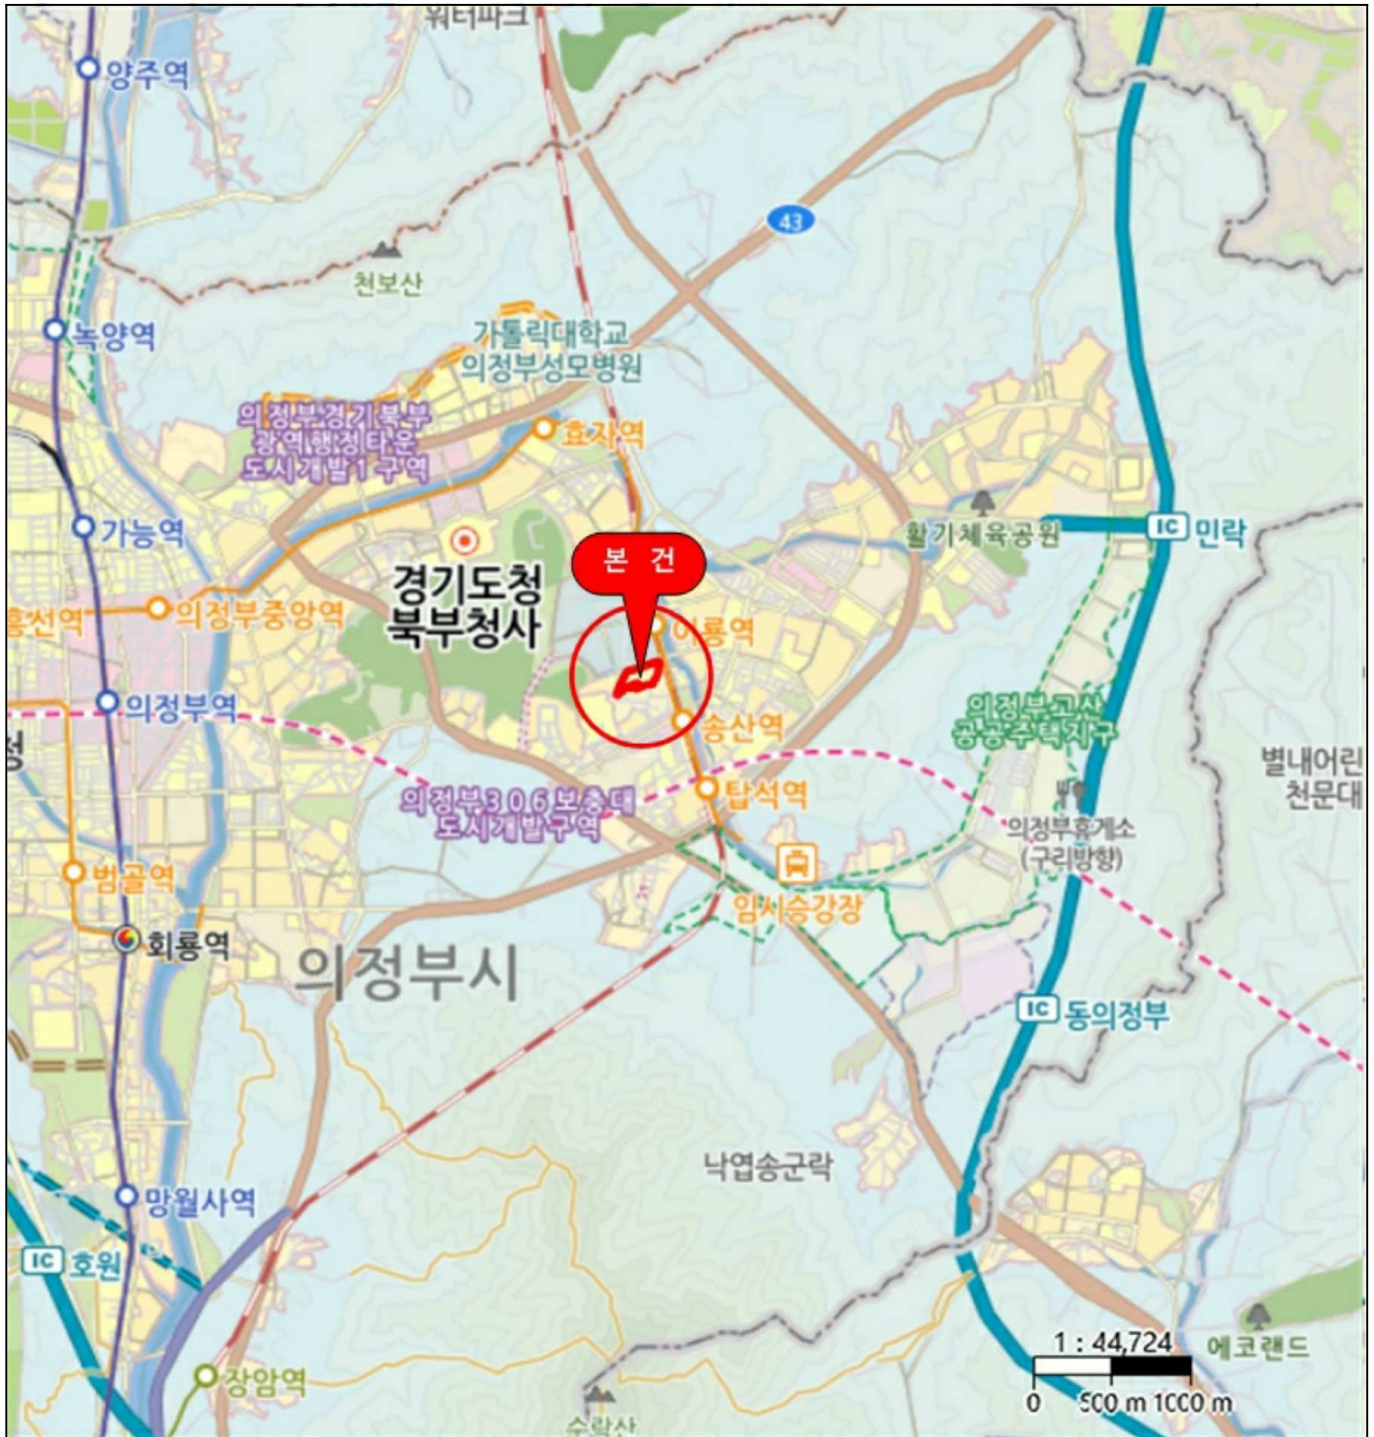 워터파크
양주역
43
천보산
녹양역
가톨릭대학교
의정부성모병원
의정부경기북부
광역행정타운
도시개발1구역
효자역
가능역
활기체육공원
IC 민락
본 건
경기도청
북부청사
흥선역
의정부중앙역
어룡역
의정부역
송산역
의정부고산
공공주택지구
별내어린
천문대
탑석역
의정부306보충대
도시개발구역
의정부휴게소
(구리방향)
범골역
임시승강장
회룡역
의정부시
IC 동의정부
낙엽송군락
망월사역
IC 호원
1 : 44,724
0 500 m 1000 m
에코랜드
장암역
수락산